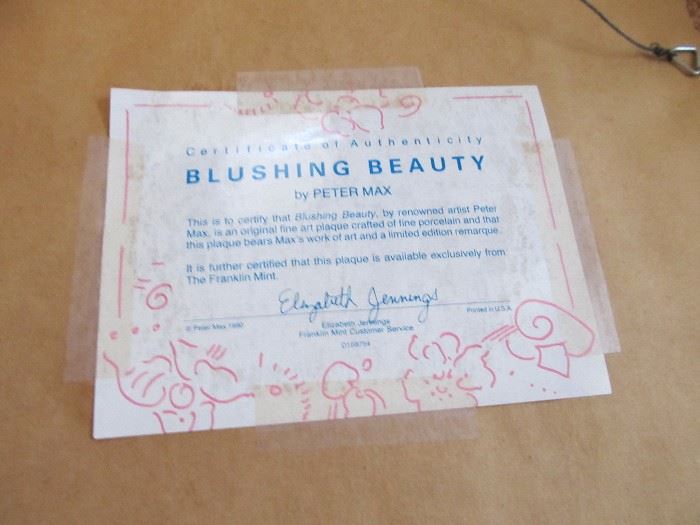 Certificate of Authenticity
BLUSHING BEAUTY
by PETER MAX
This is to certify that Blushing Beauty, by renowned artist Peter
Max, is an original fine art plaque crafted of fine porcelain and that
this plaque bears Max's work of art and a limited edition remarque.
It is further certified that this plaque is available exclusively from
The Franklin Mint.
Elizabeth Jennings
© Peter Max
Printed in U.S.A.
Elizabeth Jennings
Franklin Mint Customer Service